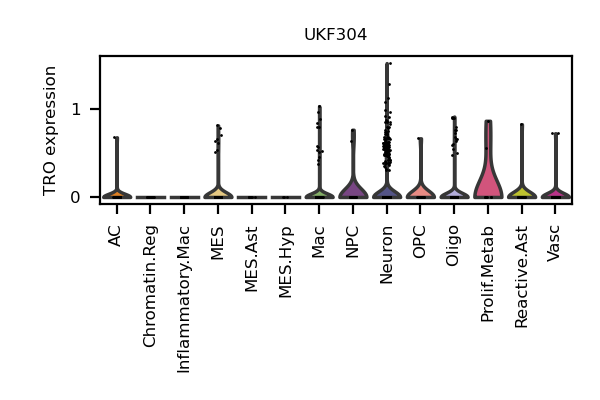 UKF304
TRO expression
1
0
AC
Chromatin.Reg
Inflammatory.Mac
MES
MES.Ast
MES.Hyp
Mac
NPC
Neuron
OPC
Oligo
Prolif.Metab
Reactive.Ast
Vasc